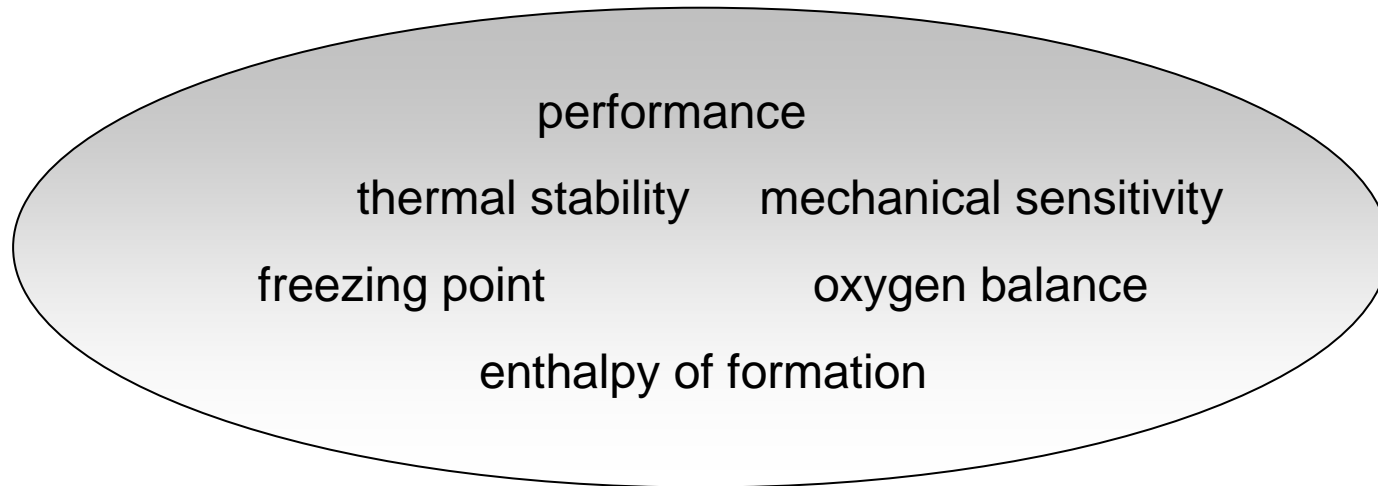 performance
thermal stability mechanical sensitivity
freezing point oxygen balance
enthalpy of formation